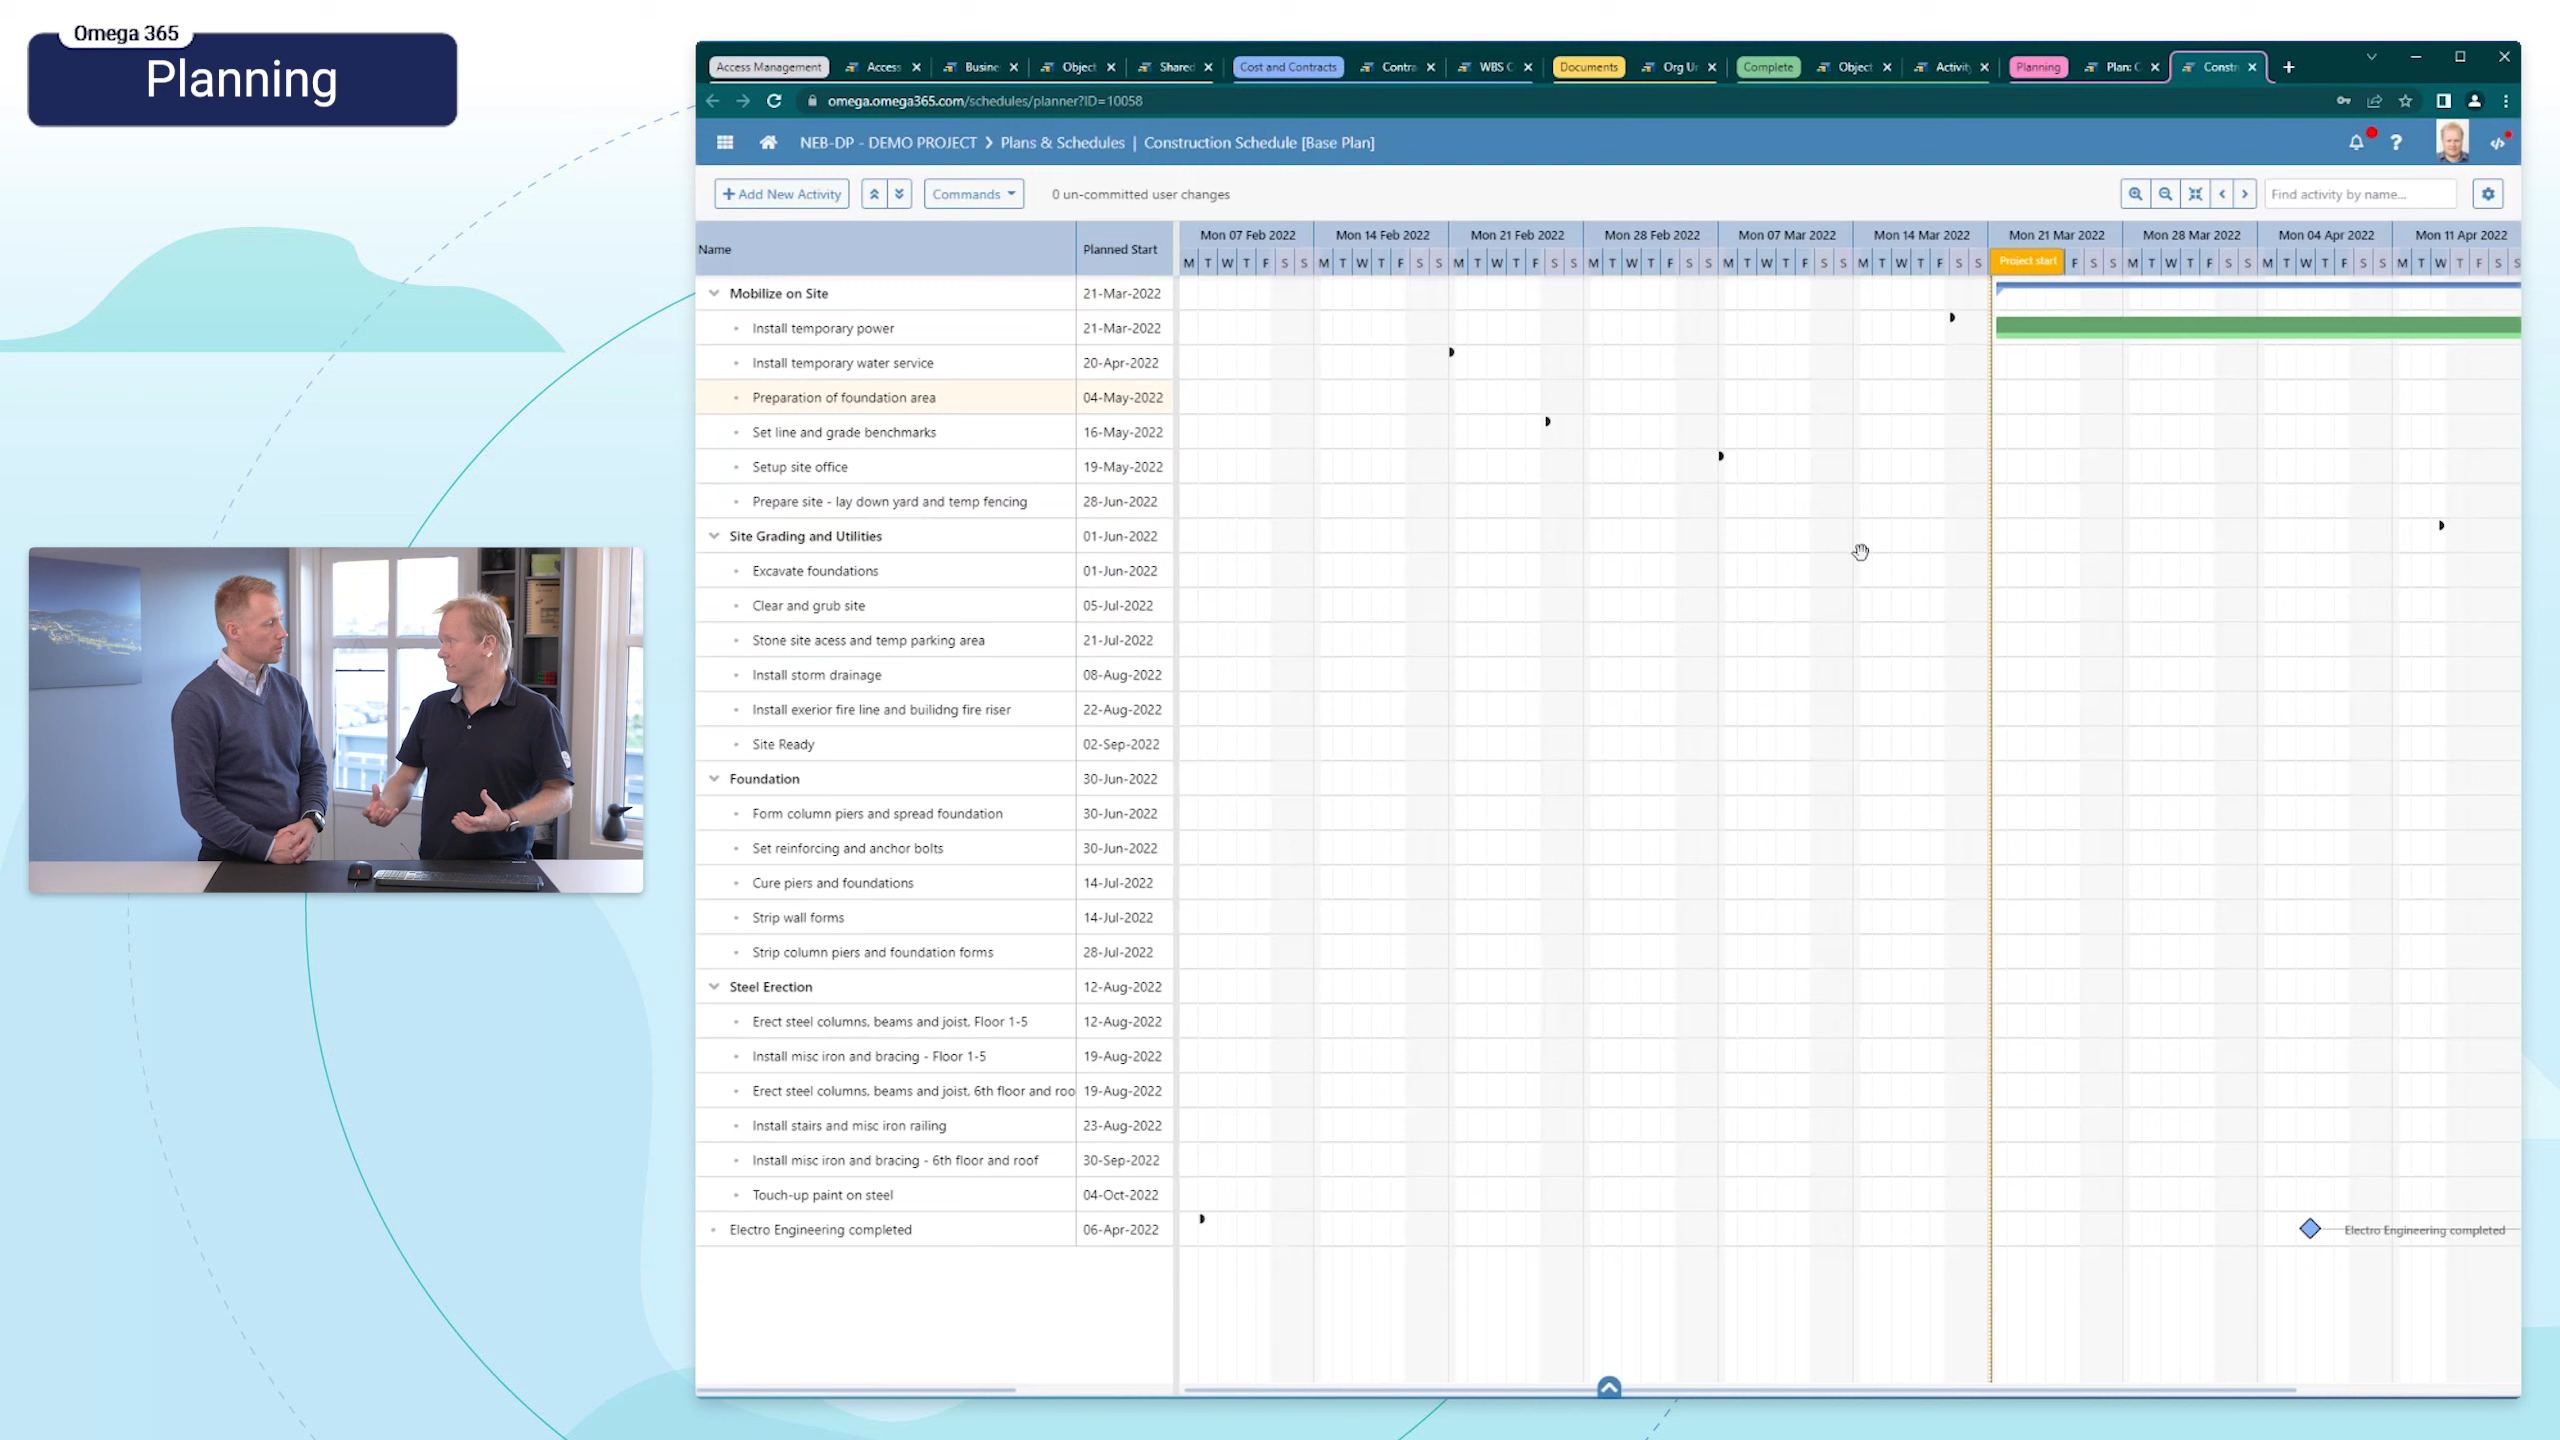 Omega 365
Planning
Access Management Access Busine Object Shared Cost and Contracts Contra WBS C Documents Org Ur Complete Object Activity Planning Plan: C Constr
omega.omega365.com/schedules/planner?ID=10058
NEB-DP - DEMO PROJECT Plans & Schedules | Construction Schedule [Base Plan]
Add New Activity Commands 0 un-committed user changes Find activity by name...
Name Planned Start
Mon 07 Feb 2022 Mon 14 Feb 2022 Mon 21 Feb 2022 Mon 28 Feb 2022 Mon 07 Mar 2022 Mon 14 Mar 2022 Mon 21 Mar 2022 Mon 28 Mar 2022 Mon 04 Apr 2022 Mon 11 Apr 2022
M T W T F S S M T W T F S S M T W T F S S M T W T F S S M T W T F S S M T W T F S S Project start F S S M T W T F S S M T W T F S S M T W T F S S
Mobilize on Site 21-Mar-2022
Install temporary power 21-Mar-2022
Install temporary water service 20-Apr-2022
Preparation of foundation area 04-May-2022
Set line and grade benchmarks 16-May-2022
Setup site office 19-May-2022
Prepare site - lay down yard and temp fencing 28-Jun-2022
Site Grading and Utilities 01-Jun-2022
Excavate foundations 01-Jun-2022
Clear and grub site 05-Jul-2022
Stone site acess and temp parking area 21-Jul-2022
Install storm drainage 08-Aug-2022
Install exerior fire line and builidng fire riser 22-Aug-2022
Site Ready 02-Sep-2022
Foundation 30-Jun-2022
Form column piers and spread foundation 30-Jun-2022
Set reinforcing and anchor bolts 30-Jun-2022
Cure piers and foundations 14-Jul-2022
Strip wall forms 14-Jul-2022
Strip column piers and foundation forms 28-Jul-2022
Steel Erection 12-Aug-2022
Erect steel columns, beams and joist, Floor 1-5 12-Aug-2022
Install misc iron and bracing - Floor 1-5 19-Aug-2022
Erect steel columns, beams and joist, 6th floor and roo 19-Aug-2022
Install stairs and misc iron railing 23-Aug-2022
Install misc iron and bracing - 6th floor and roof 30-Sep-2022
Touch-up paint on steel 04-Oct-2022
Electro Engineering completed 06-Apr-2022 Electro Engineering completed